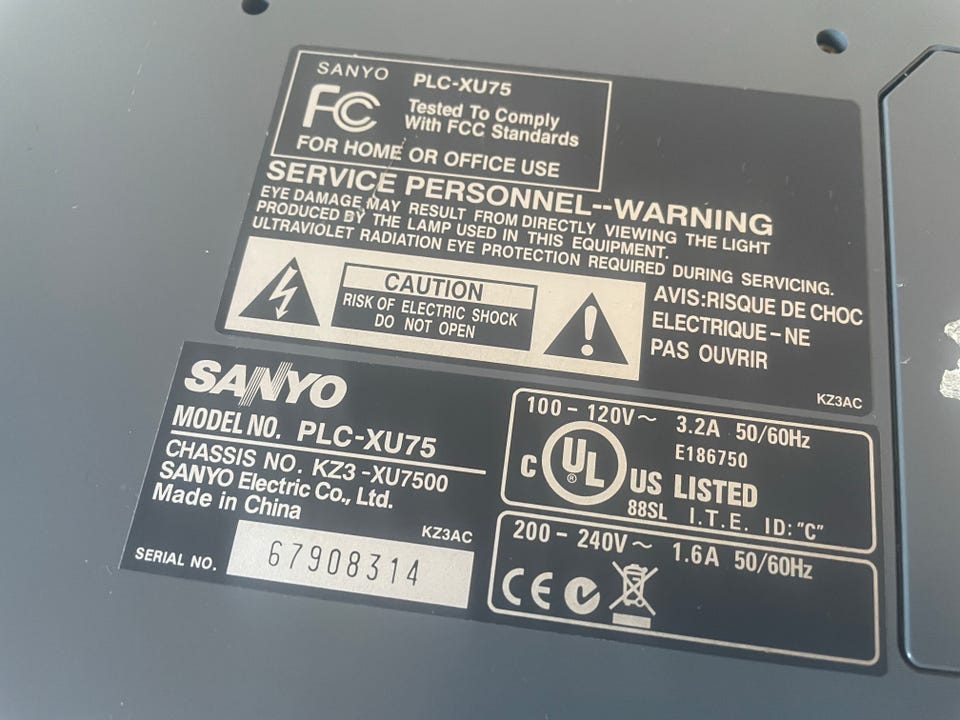 SANYO PLC-XU75
FC Tested To Comply
With FCC Standards
FOR HOME OR OFFICE USE
SERVICE PERSONNEL--WARNING
EYE DAMAGE MAY RESULT FROM DIRECTLY VIEWING THE LIGHT
PRODUCED BY THE LAMP USED IN THIS EQUIPMENT.
ULTRAVIOLET RADIATION EYE PROTECTION REQUIRED DURING SERVICING.
CAUTION
RISK OF ELECTRIC SHOCK
DO NOT OPEN
!
AVIS:RISQUE DE CHOC
ELECTRIQUE-NE
PAS OUVRIR
KZ3AC
SANYO
MODEL NO. PLC-XU75
CHASSIS NO. KZ3-XU7500
SANYO Electric Co., Ltd.
Made in China
KZ3AC
SERIAL NO. 67908314
100-120V~ 3.2A 50/60Hz
E186750
C UL® US LISTED
88SL I.T.E. ID:"C"
200-240V~ 1.6A 50/60Hz
CE